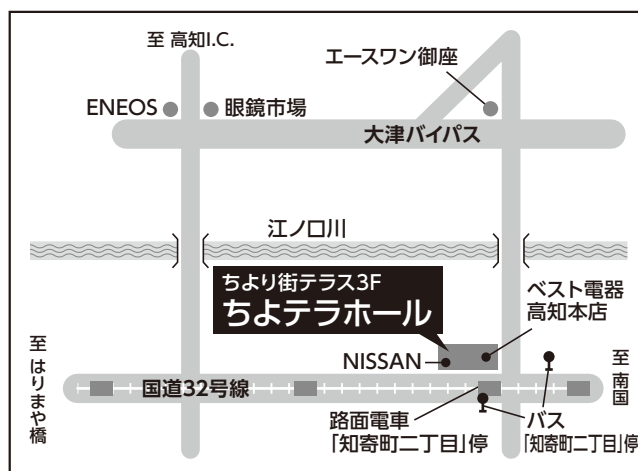 至 高知I.C.
エースワン御座
ENEOS
眼鏡市場
大津バイパス
江ノ口川
ちより街テラス3F
ちよテラホール
ベスト電器
高知本店
NISSAN
至 はりまや橋
至 南国
国道32号線
路面電車
「知寄町二丁目」停
バス
「知寄町二丁目」停